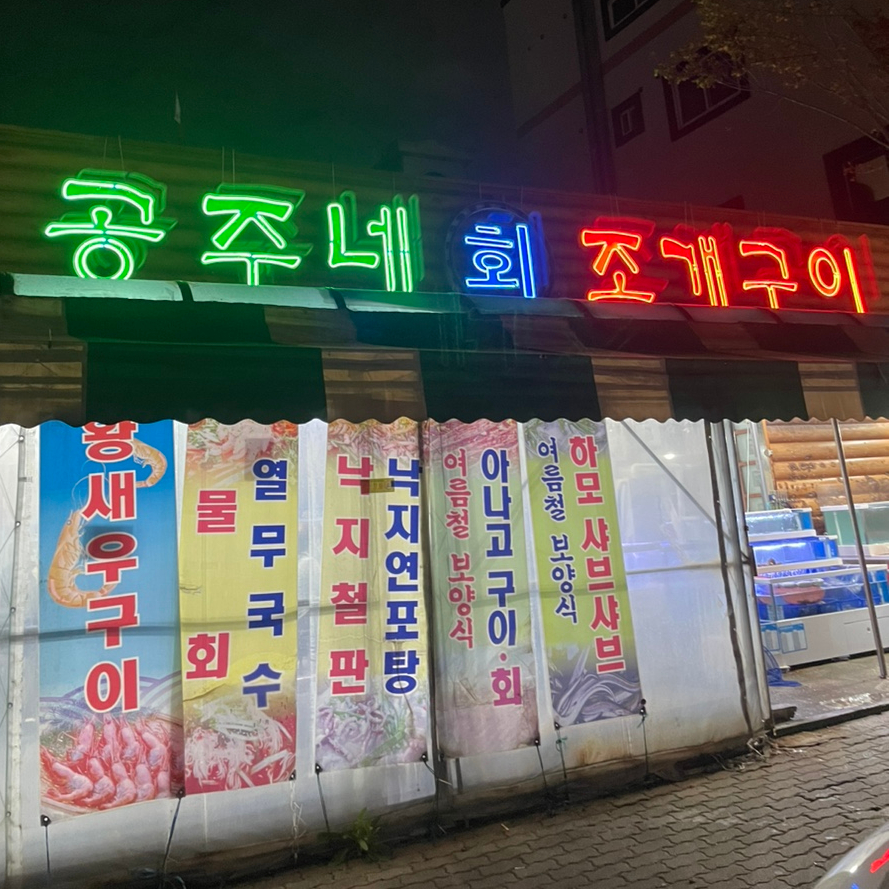 공주네 회 조개구이
황새우구이
물회
열무국수
낙지철판
낙지연포탕
여름철 보양식
아나고 구이·회
여름철 보양식
하모 샤브샤브